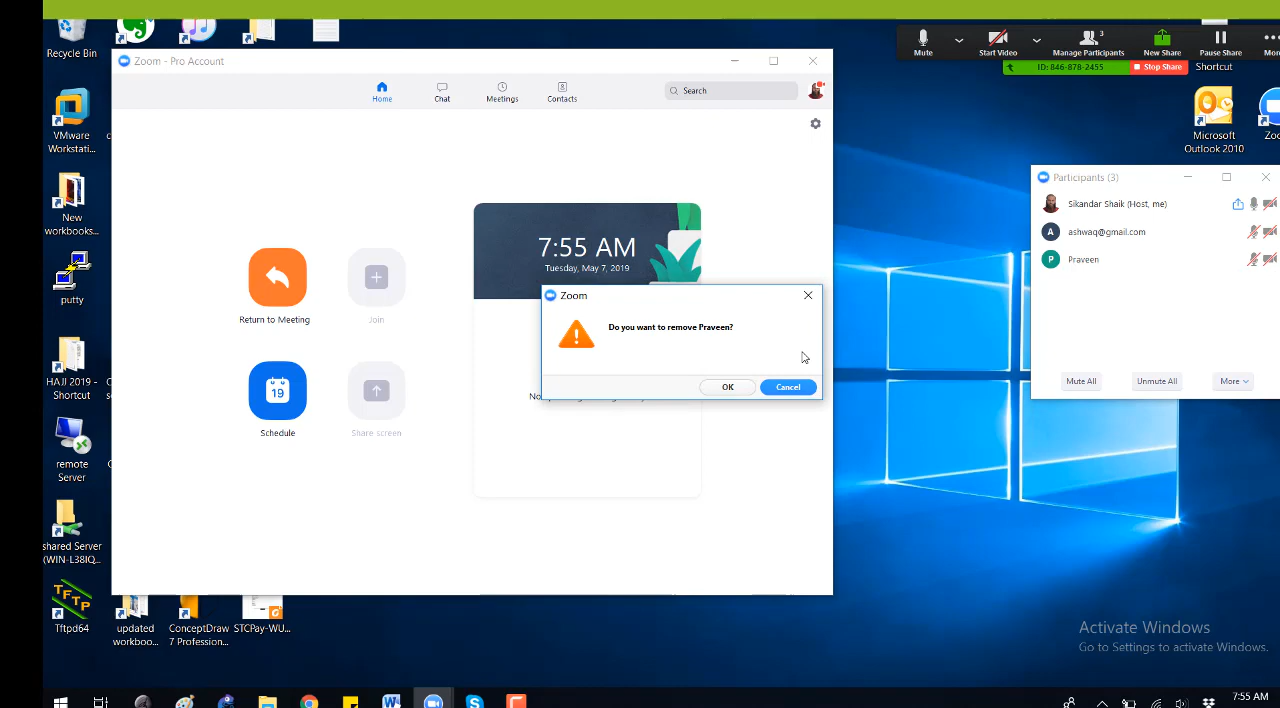 Recycle Bin
Zoom - Pro Account
Home
Chat
Meetings
Contacts
Search
Mute
Start Video
3
Manage Participants
New Share
Pause Share
ID: 846-878-2455
Stop Share
Shortcut
VMware
Workstati...
Microsoft
Outlook 2010
Participants (3)
Sikandar Shaik (Host, me)
A
ashwaq@gmail.com
P
Praveen
Mute All
Unmute All
More
New
workbooks...
putty
HAJJ 2019 -
Shortcut
remote
Server
shared Server
(WIN-L38IQ...
TFTP
Tftpd64
updated
workboo...
ConceptDraw
7 Profession...
STCPay-WU...
Return to Meeting
Join
19
Schedule
Share screen
7:55 AM
Tuesday, May 7, 2019
Zoom
Do you want to remove Praveen?
OK
Cancel
Activate Windows
Go to Settings to activate Windows.
7:55 AM